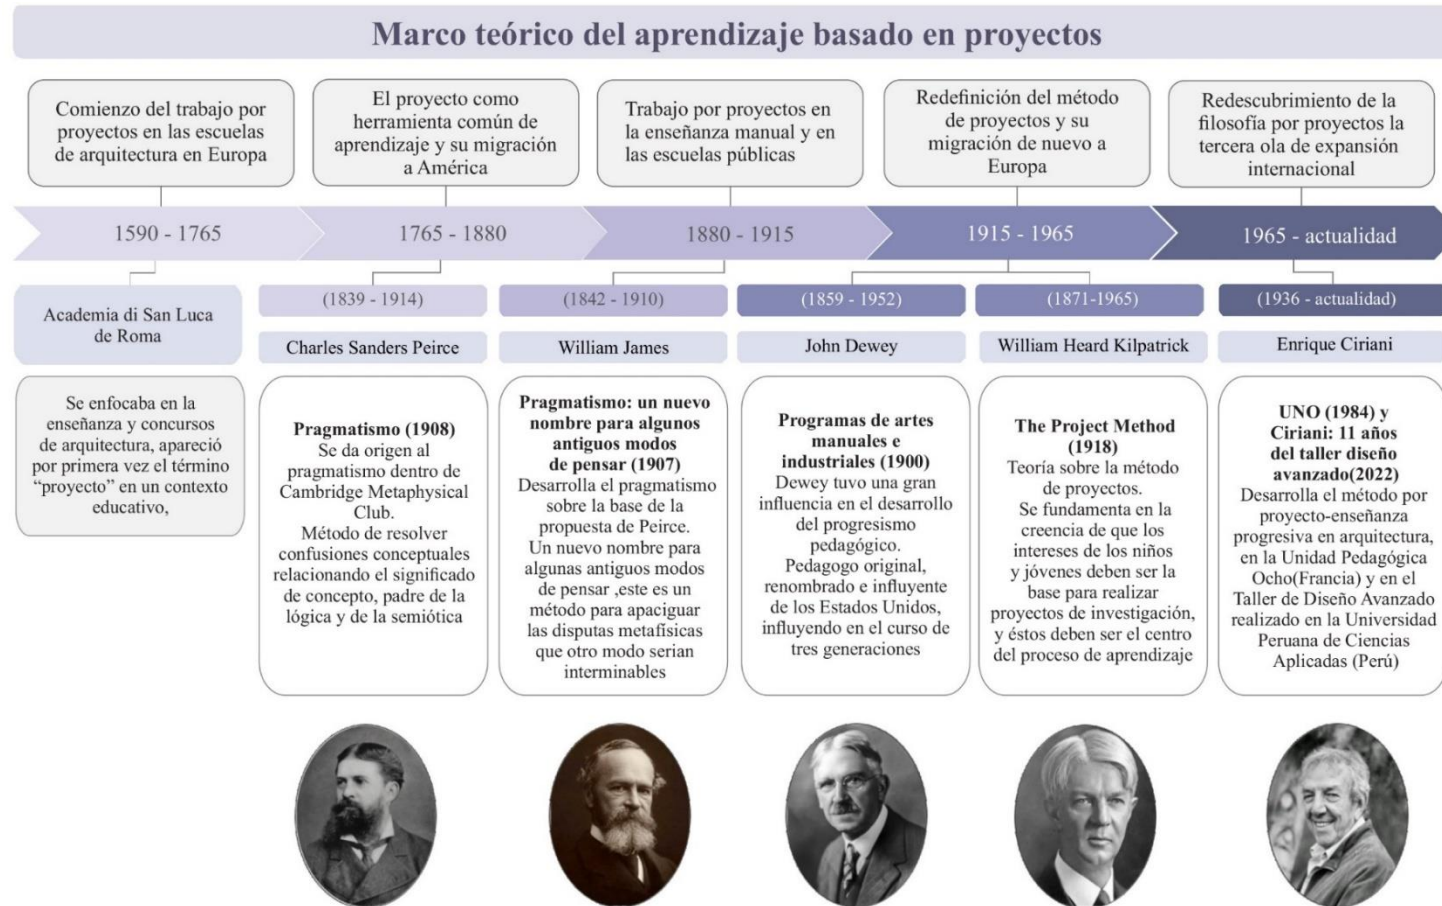 Marco teórico del aprendizaje basado en proyectos
Comienzo del trabajo por
proyectos en las escuelas
de arquitectura en Europa
El proyecto como
herramienta común de
aprendizaje y su migración
a América
Trabajo por proyectos en
la enseñanza manual y en
las escuelas públicas
Redefinición del método
de proyectos y su
migración de nuevo a
Europa
Redescubrimiento de la
filosofía por proyectos la
tercera ola de expansión
internacional
1590 - 1765
1765 - 1880
1880 - 1915
1915 - 1965
1965 - actualidad
Academia di San Luca
de Roma
Se enfocaba en la
enseñanza y concursos
de arquitectura, apareció
por primera vez el término
“proyecto” en un contexto
educativo,
(1839 - 1914)
Charles Sanders Peirce
Pragmatismo (1908)
Se da origen al
pragmatismo dentro de
Cambridge Metaphysical
Club.
Método de resolver
confusiones conceptuales
relacionando el significado
de concepto, padre de la
lógica y de la semiótica
(1842 - 1910)
William James
Pragmatismo: un nuevo
nombre para algunos
antiguos modos
de pensar (1907)
Desarrolla el pragmatismo
sobre la base de la
propuesta de Peirce.
Un nuevo nombre para
algunas antiguos modos
de pensar ,este es un
método para apaciguar
las disputas metafísicas
que otro modo serian
interminables
(1859 - 1952)
John Dewey
Programas de artes
manuales e
industriales (1900)
Dewey tuvo una gran
influencia en el desarrollo
del progresismo
pedagógico.
Pedagogo original,
renombrado e influyente
de los Estados Unidos,
influyendo en el curso de
tres generaciones
(1871-1965)
William Heard Kilpatrick
The Project Method
(1918)
Teoría sobre la método
de proyectos.
Se fundamenta en la
creencia de que los
intereses de los niños
y jóvenes deben ser la
base para realizar
proyectos de investigación,
y éstos deben ser el centro
del proceso de aprendizaje
(1936 - actualidad)
Enrique Ciriani
UNO (1984) y
Ciriani: 11 años
del taller diseño
avanzado(2022)
Desarrolla el método por
proyecto-enseñanza
progresiva en arquitectura,
en la Unidad Pedagógica
Ocho(Francia) y en el
Taller de Diseño Avanzado
realizado en la Universidad
Peruana de Ciencias
Aplicadas (Perú)